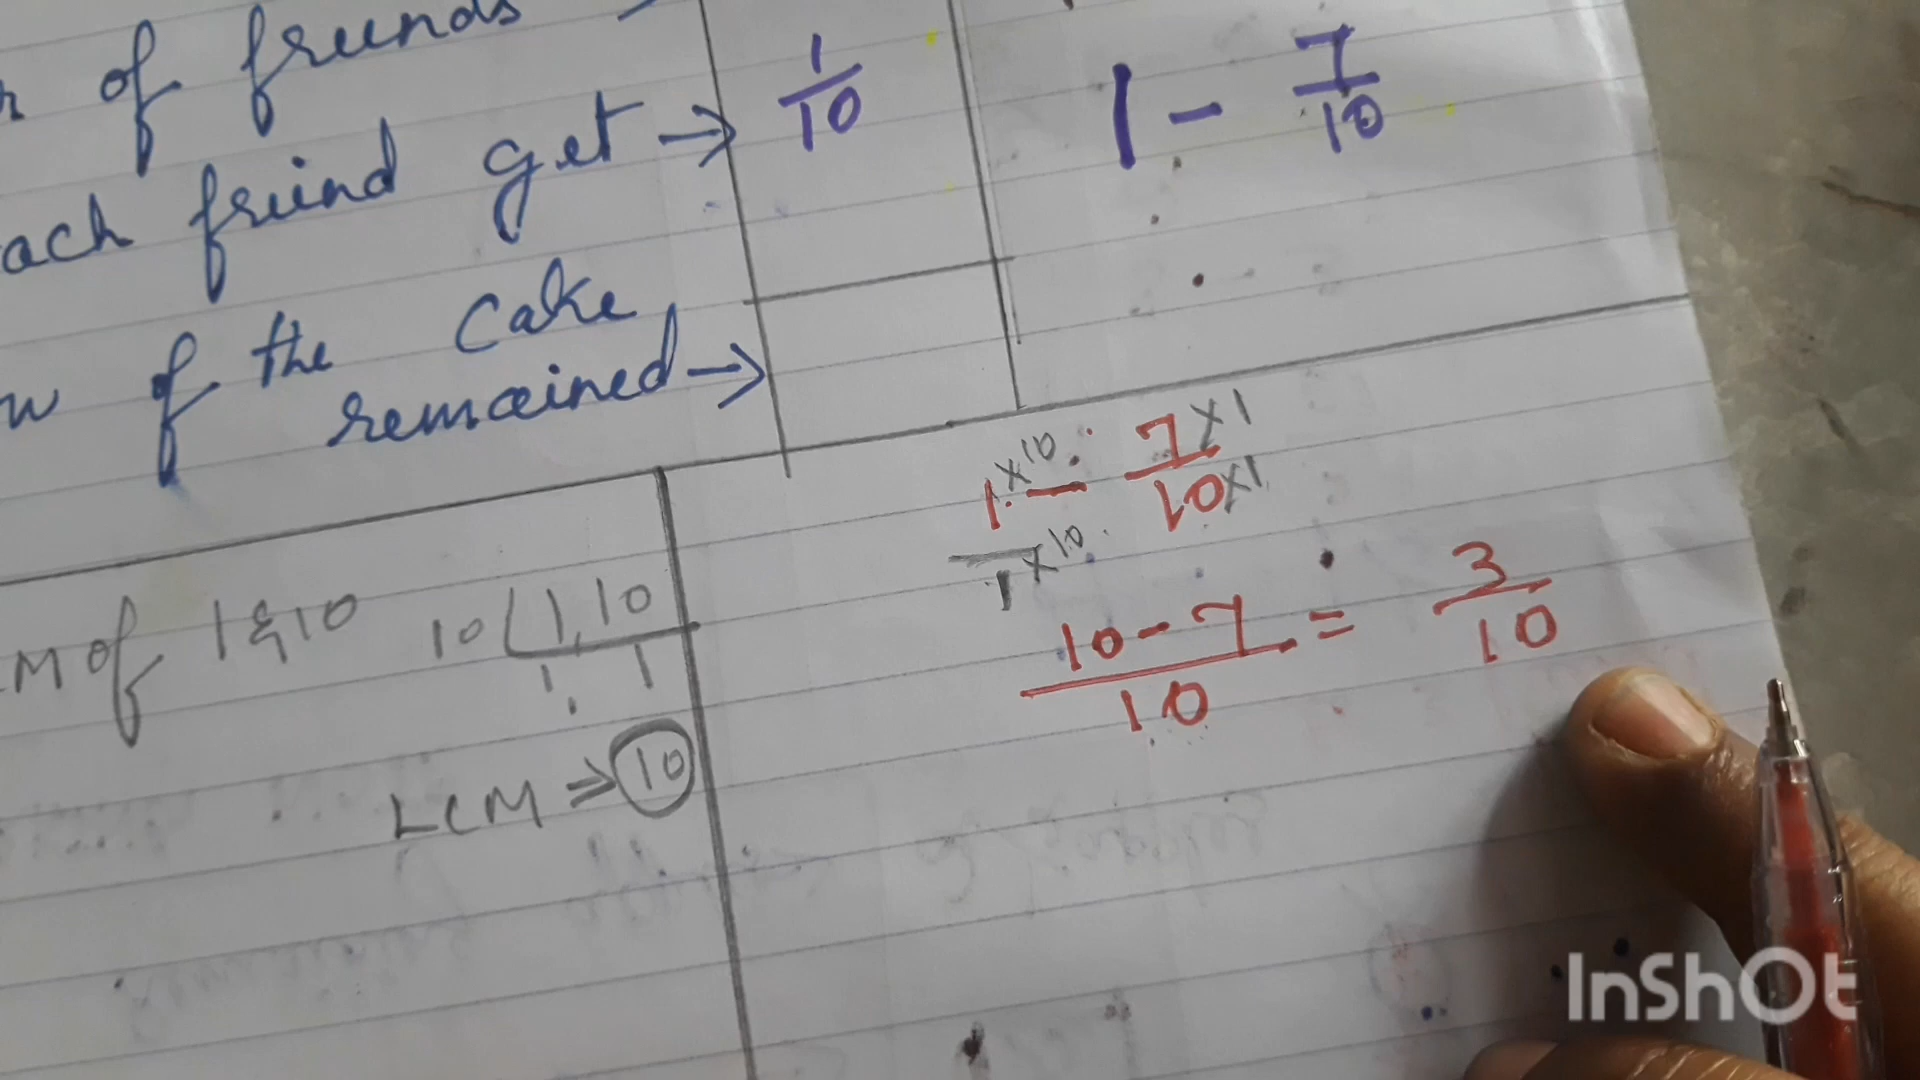 of friends
ach friend get → 1/10
1 - 7/10
of the cake
remained →
1×10/1×10 - 7×1/10×1
M of 1 & 10
10 | 1, 10
1, 1
10 - 7/10 = 3/10
LCM ⇒ 10
InShOt